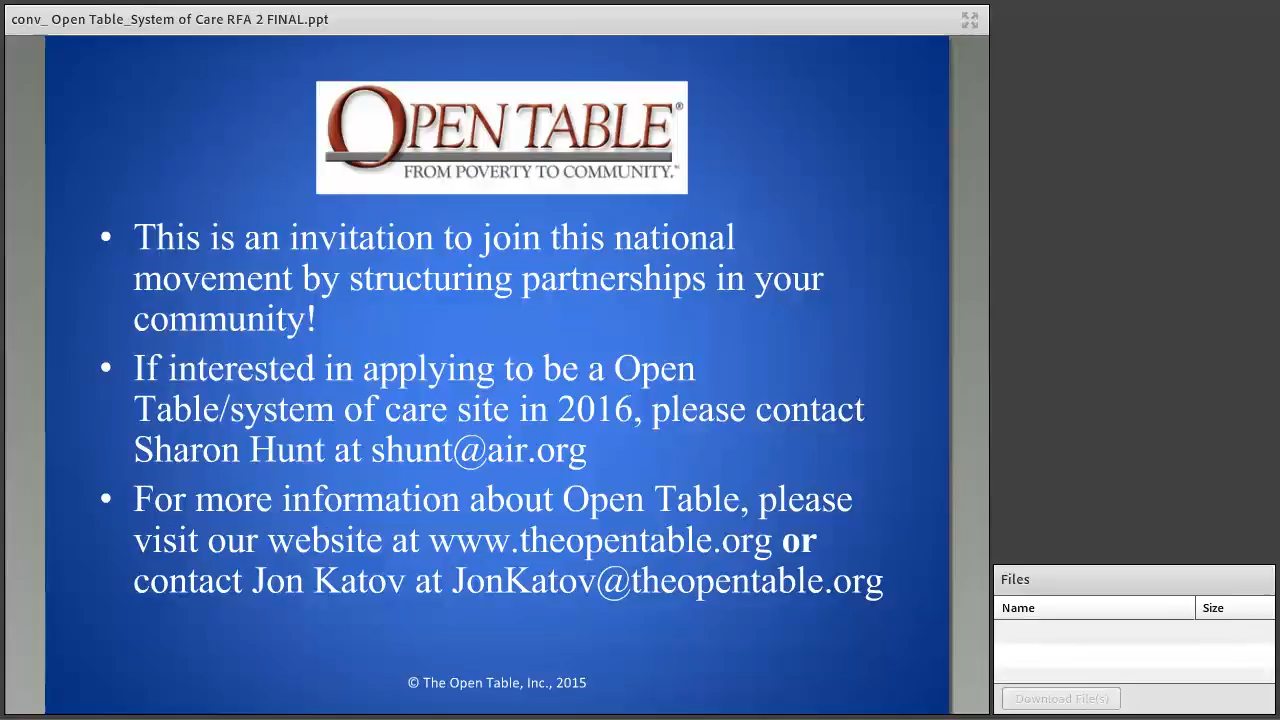 conv_ Open Table_System of Care RFA 2 FINAL.ppt
OPEN TABLE®
FROM POVERTY TO COMMUNITY.™
• This is an invitation to join this national
movement by structuring partnerships in your
community!
• If interested in applying to be a Open
Table/system of care site in 2016, please contact
Sharon Hunt at shunt@air.org
• For more information about Open Table, please
visit our website at www.theopentable.org or
contact Jon Katov at JonKatov@theopentable.org
© The Open Table, Inc., 2015
Files
Name Size
Download File(s)